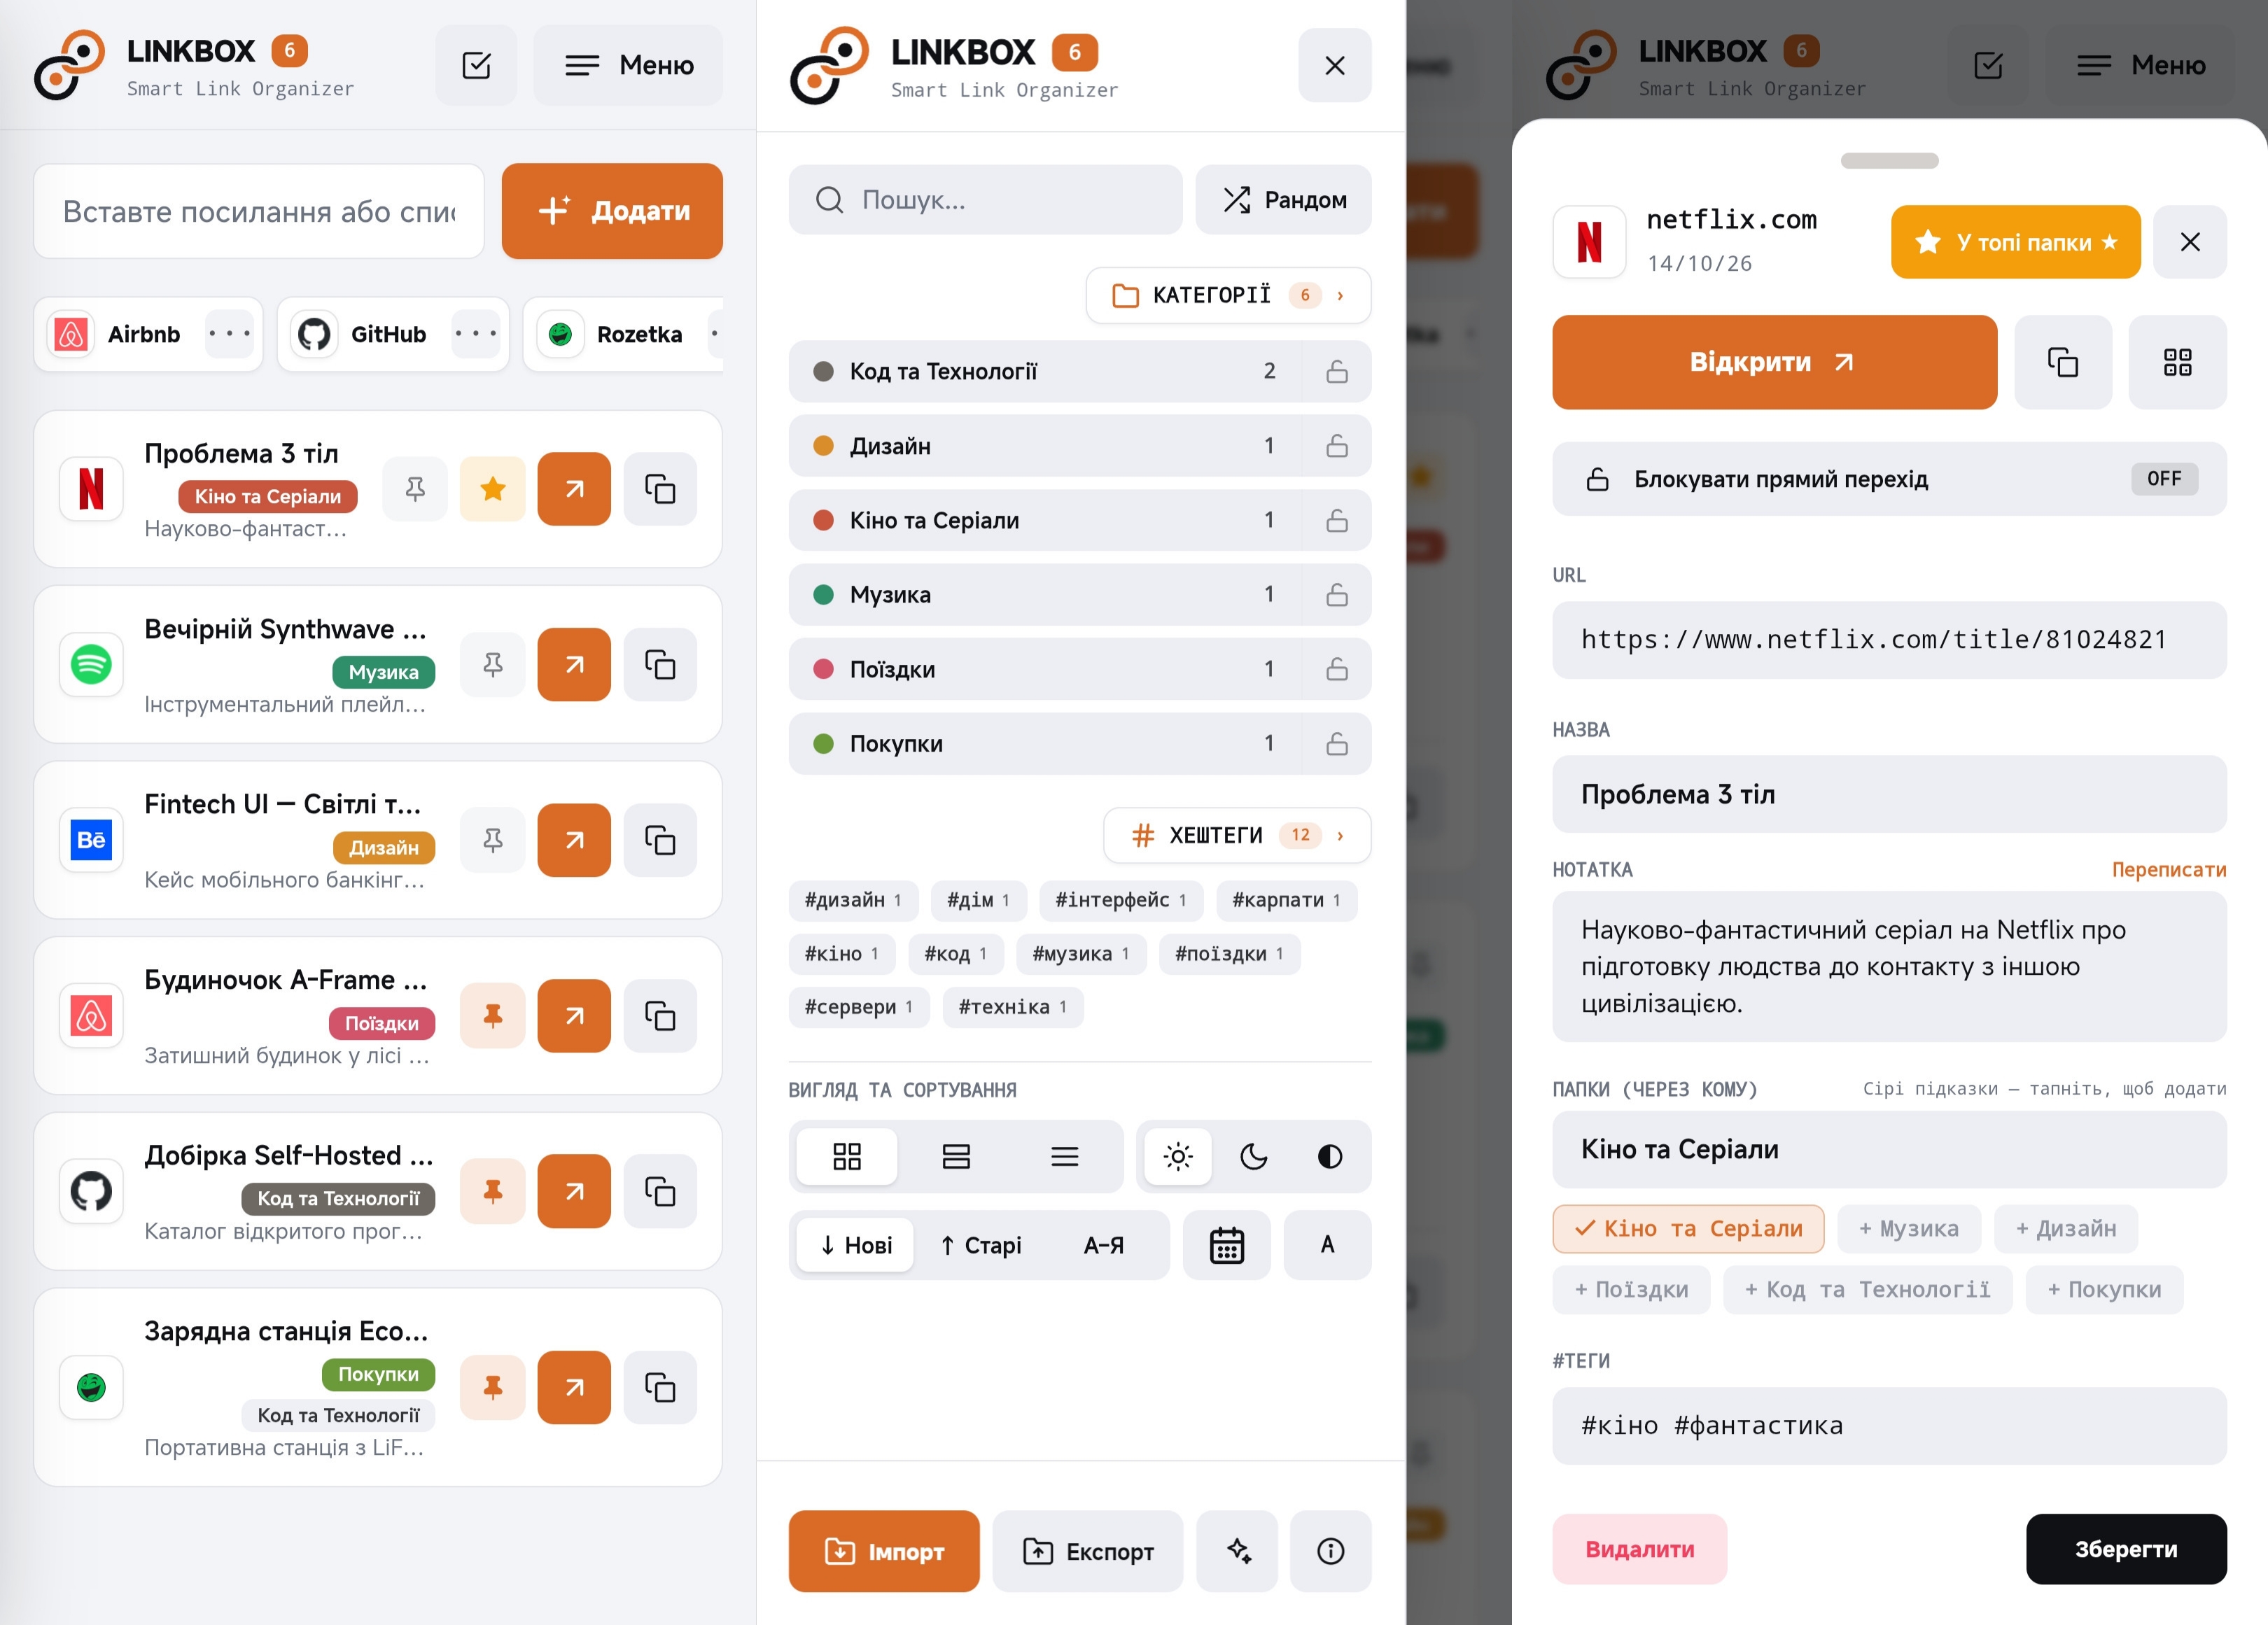 LINKBOX 6
Smart Link Organizer
Меню
Вставте посилання або спис
Додати
Airbnb
GitHub
Rozetka
Проблема 3 тіл
Кіно та Серіали
Науково-фантаст...
Вечірній Synthwave ...
Музика
Інструментальний плейл...
Bē
Fintech UI — Світлі т...
Дизайн
Кейс мобільного банкінг...
Будиночок A-Frame ...
Поїздки
Затишний будинок у лісі ...
Добірка Self-Hosted ...
Код та Технології
Каталог відкритого прог...
Зарядна станція Eco...
Покупки
Код та Технології
Портативна станція з LiF...
LINKBOX 6
Smart Link Organizer
Пошук...
Рандом
КАТЕГОРІЇ 6 ›
Код та Технології 2
Дизайн 1
Кіно та Серіали 1
Музика 1
Поїздки 1
Покупки 1
# ХЕШТЕГИ 12 ›
#дизайн 1 #дім 1 #інтерфейс 1 #карпати 1
#кіно 1 #код 1 #музика 1 #поїздки 1
#сервери 1 #техніка 1
ВИГЛЯД ТА СОРТУВАННЯ
↓ Нові ↑ Старі А-Я
A
Імпорт
Експорт
LINKBOX 6
Smart Link Organizer
Меню
N
netflix.com
14/10/26
У топі папки ★
Відкрити
Блокувати прямий перехід OFF
URL
https://www.netflix.com/title/81024821
НАЗВА
Проблема 3 тіл
НОТАТКА Переписати
Науково-фантастичний серіал на Netflix про
підготовку людства до контакту з іншою
цивілізацією.
ПАПКИ (ЧЕРЕЗ КОМУ) Сірі підказки — тапніть, щоб додати
Кіно та Серіали
✓ Кіно та Серіали + Музика + Дизайн
+ Поїздки + Код та Технології + Покупки
#ТЕГИ
#кіно #фантастика
Видалити
Зберегти